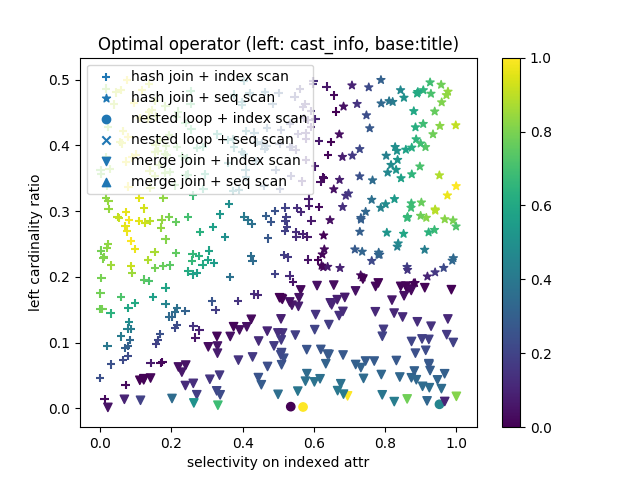 Optimal operator (left: cast_info, base:title)
hash join + index scan
hash join + seq scan
nested loop + index scan
nested loop + seq scan
merge join + index scan
merge join + seq scan
left cardinality ratio
0.5
0.4
0.3
0.2
0.1
0.0
0.0 0.2 0.4 0.6 0.8 1.0
selectivity on indexed attr
1.0
0.8
0.6
0.4
0.2
0.0